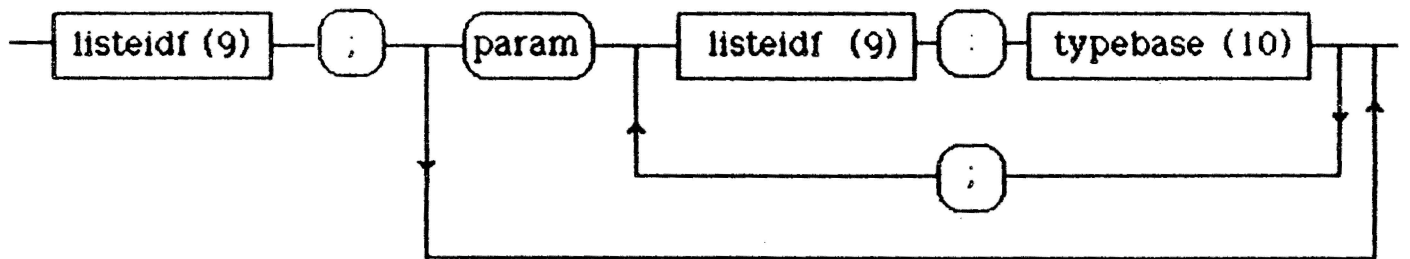 listeidf (9) ; param listeidf (9) : typebase (10)
;